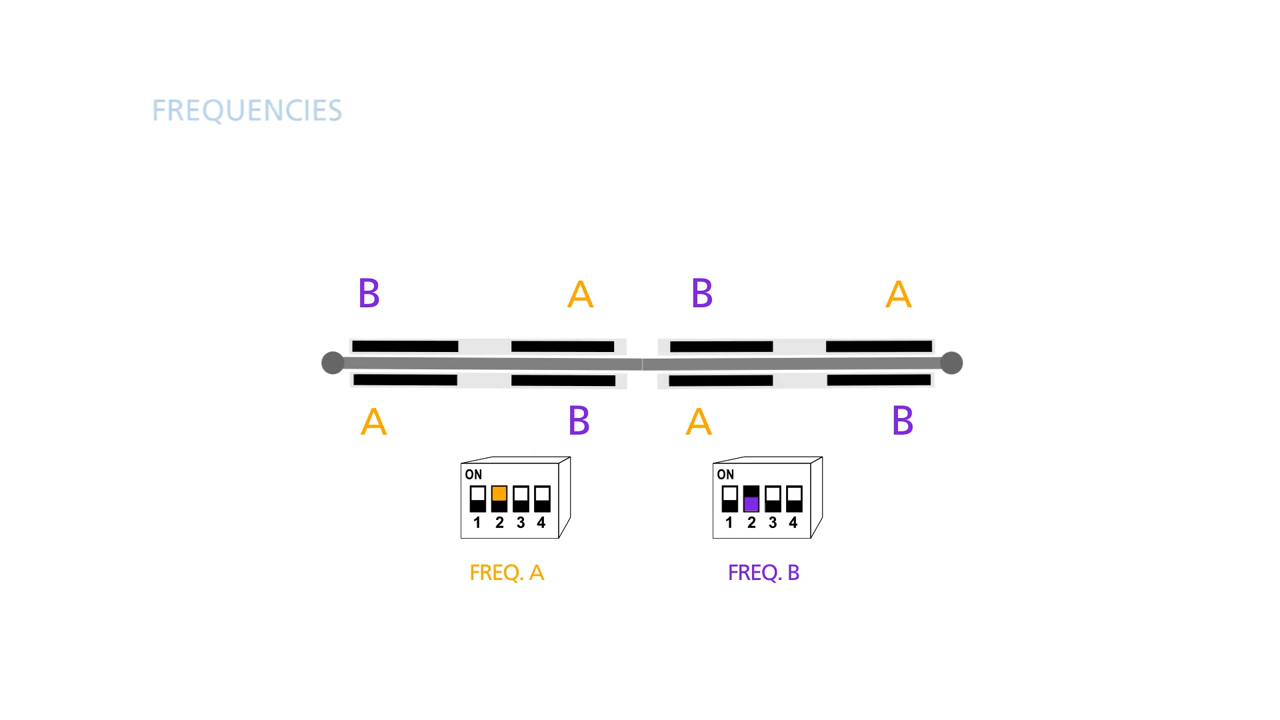 FREQUENCIES
B A B A
A B A B
ON ON
1 2 3 4 1 2 3 4
FREQ. A FREQ. B